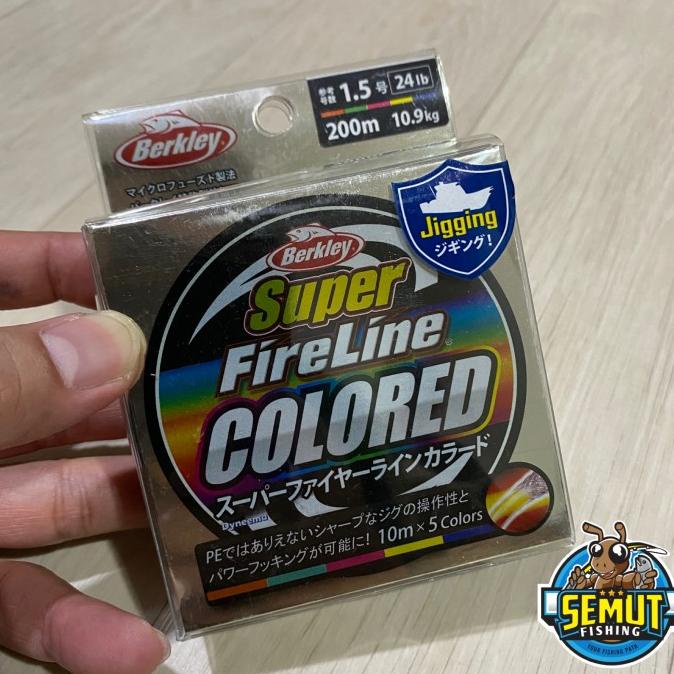 参考号数 1.5号 24lb
200m 10.9kg
Berkley
マイクロフューズド製法
Jigging
ジギング!
Berkley
Super
FireLine
COLORED
スーパーファイヤーラインカラード
Dyneema
PEではありえないシャープなジグの操作性と
パワーフッキングが可能に! 10m×5 Colors
SEMUT
FISHING
YOUR FISHING PATH